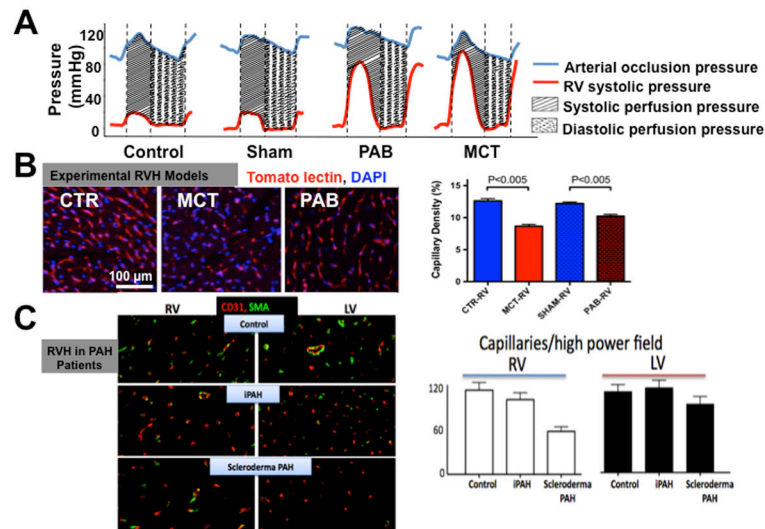 A
120
80
40
0
Pressure
(mmHg)
Control
Sham
PAB
MCT
Arterial occlusion pressure
RV systolic pressure
Systolic perfusion pressure
Diastolic perfusion pressure
B
Experimental RVH Models
Tomato lectin, DAPI
CTR
MCT
PAB
100 µm
Capillary Density (%)
15
10
5
0
P<0.005
P<0.005
CTR-RV
MCT-RV
SHAM-RV
PAB-RV
C
RV
CD31, SMA
LV
Control
RVH in PAH
Patients
iPAH
Scleroderma PAH
Capillaries/high power field
RV
LV
120
60
0
Control
iPAH
Scleroderma
PAH
Control
iPAH
Scleroderma
PAH